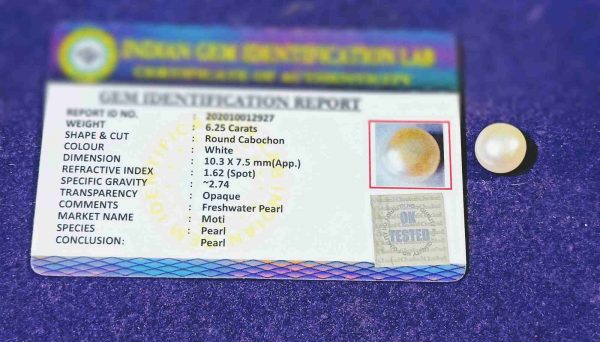 INDIAN GEM IDENTIFICATION LAB
CERTIFICATE OF AUTHENTICITY
GEM IDENTIFICATION REPORT
REPORT ID NO. : 202010012927
WEIGHT : 6.25 Carats
SHAPE & CUT : Round Cabochon
COLOUR : White
DIMENSION : 10.3 X 7.5 mm(App.)
REFRACTIVE INDEX : 1.62 (Spot)
SPECIFIC GRAVITY : ~2.74
TRANSPARENCY : Opaque
COMMENTS : Freshwater Pearl
MARKET NAME : Moti
SPECIES : Pearl
CONCLUSION: Pearl
OK
TESTED